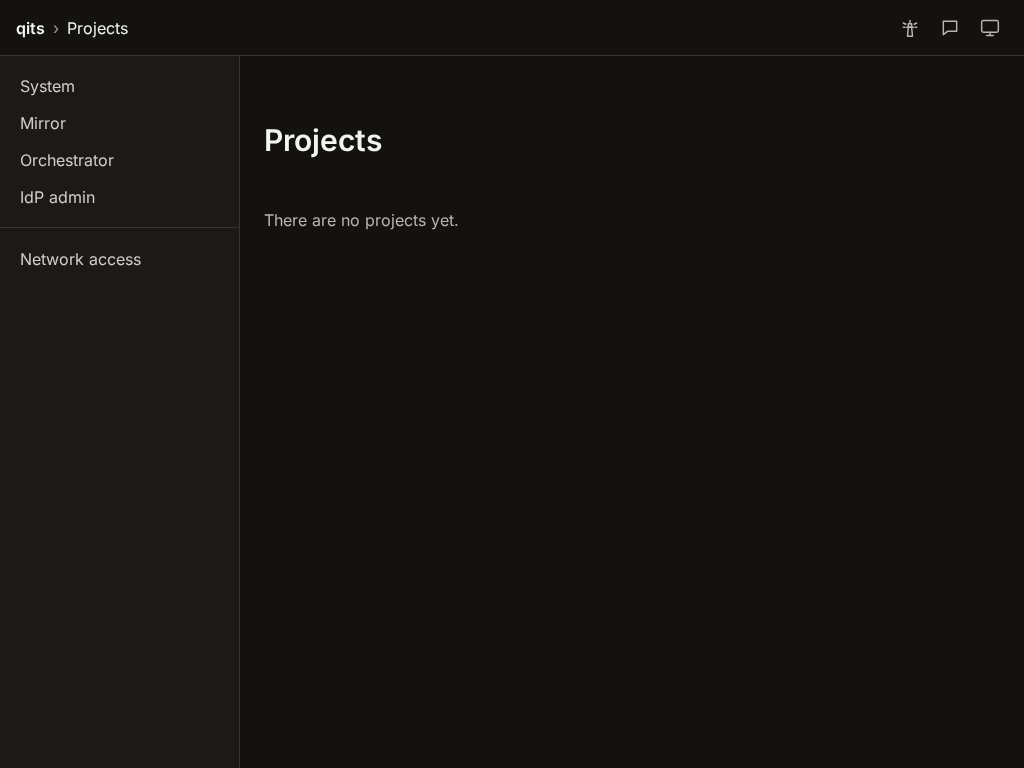 qits › Projects
System
Mirror
Orchestrator
IdP admin
Network access
Projects
There are no projects yet.